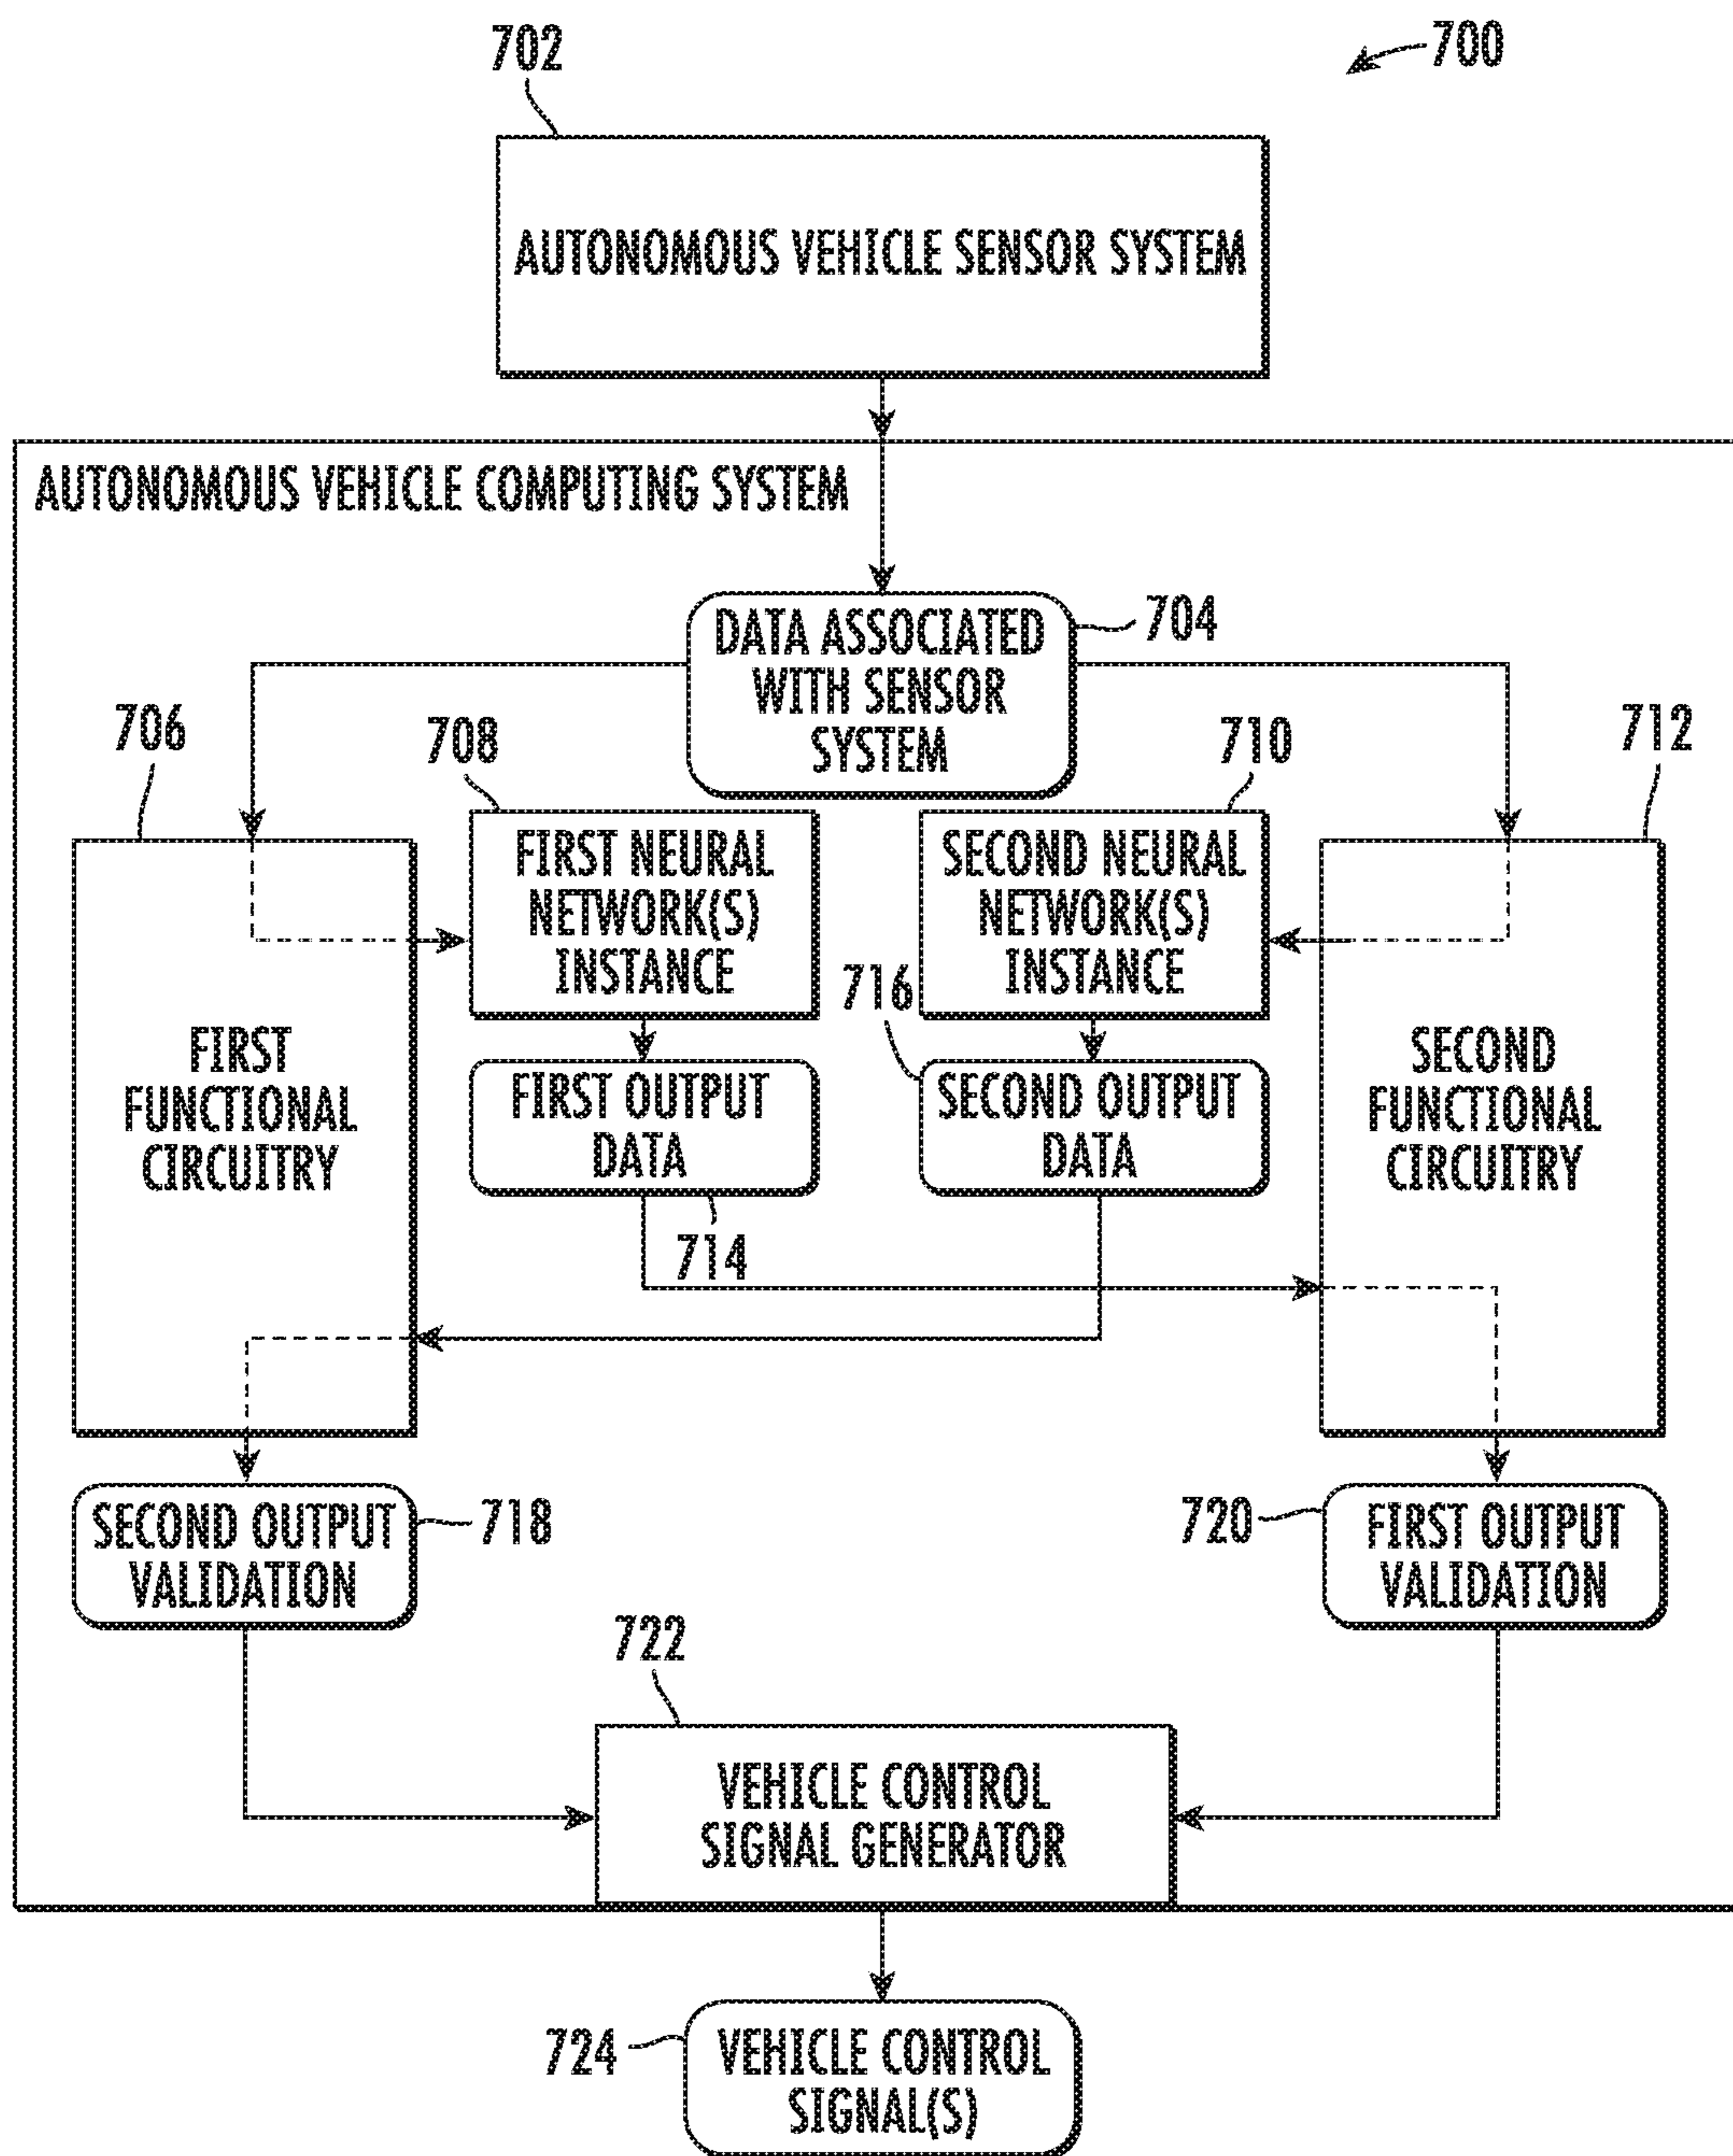 702
700
AUTONOMOUS VEHICLE SENSOR SYSTEM
AUTONOMOUS VEHICLE COMPUTING SYSTEM
DATA ASSOCIATED
WITH SENSOR
SYSTEM
704
706
708
710
712
FIRST NEURAL
NETWORK(S)
INSTANCE
SECOND NEURAL
NETWORK(S)
INSTANCE
716
FIRST
FUNCTIONAL
CIRCUITRY
FIRST OUTPUT
DATA
SECOND OUTPUT
DATA
SECOND
FUNCTIONAL
CIRCUITRY
714
SECOND OUTPUT
VALIDATION
718
720
FIRST OUTPUT
VALIDATION
722
VEHICLE CONTROL
SIGNAL GENERATOR
724
VEHICLE CONTROL
SIGNAL(S)